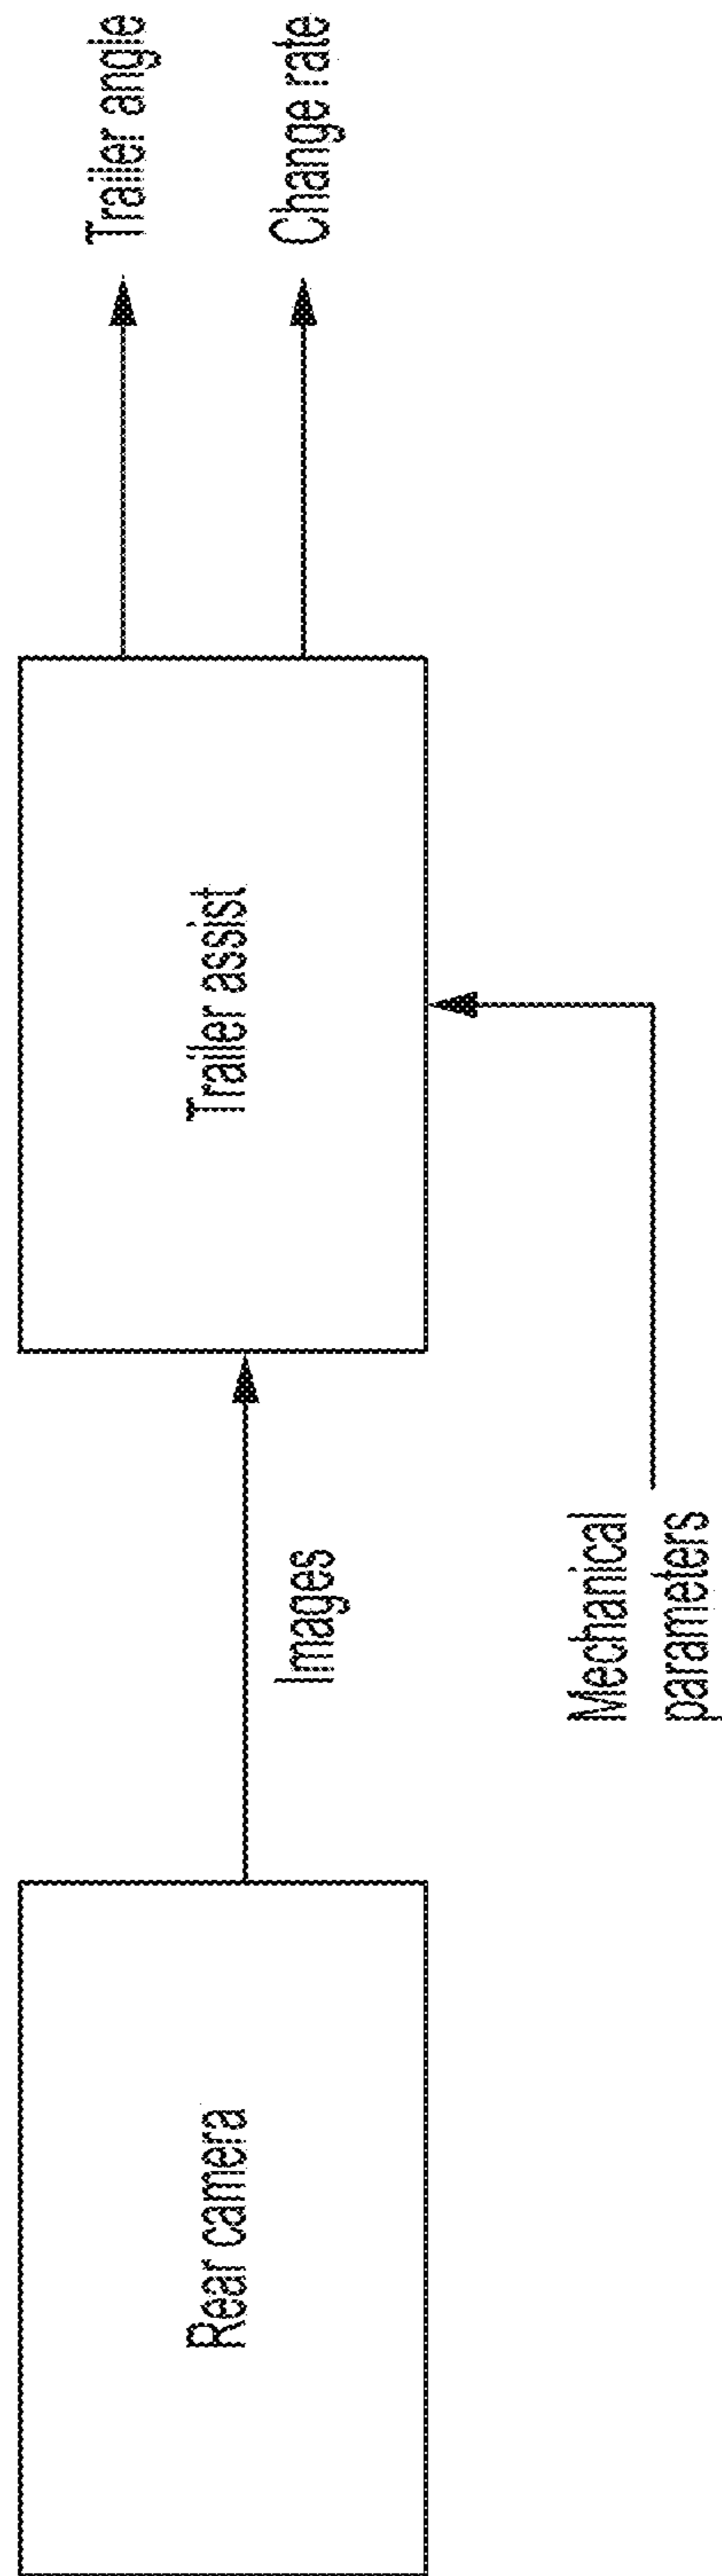 Rear camera
Images
Mechanical
parameters
Trailer assist
Trailer angle
Change rate